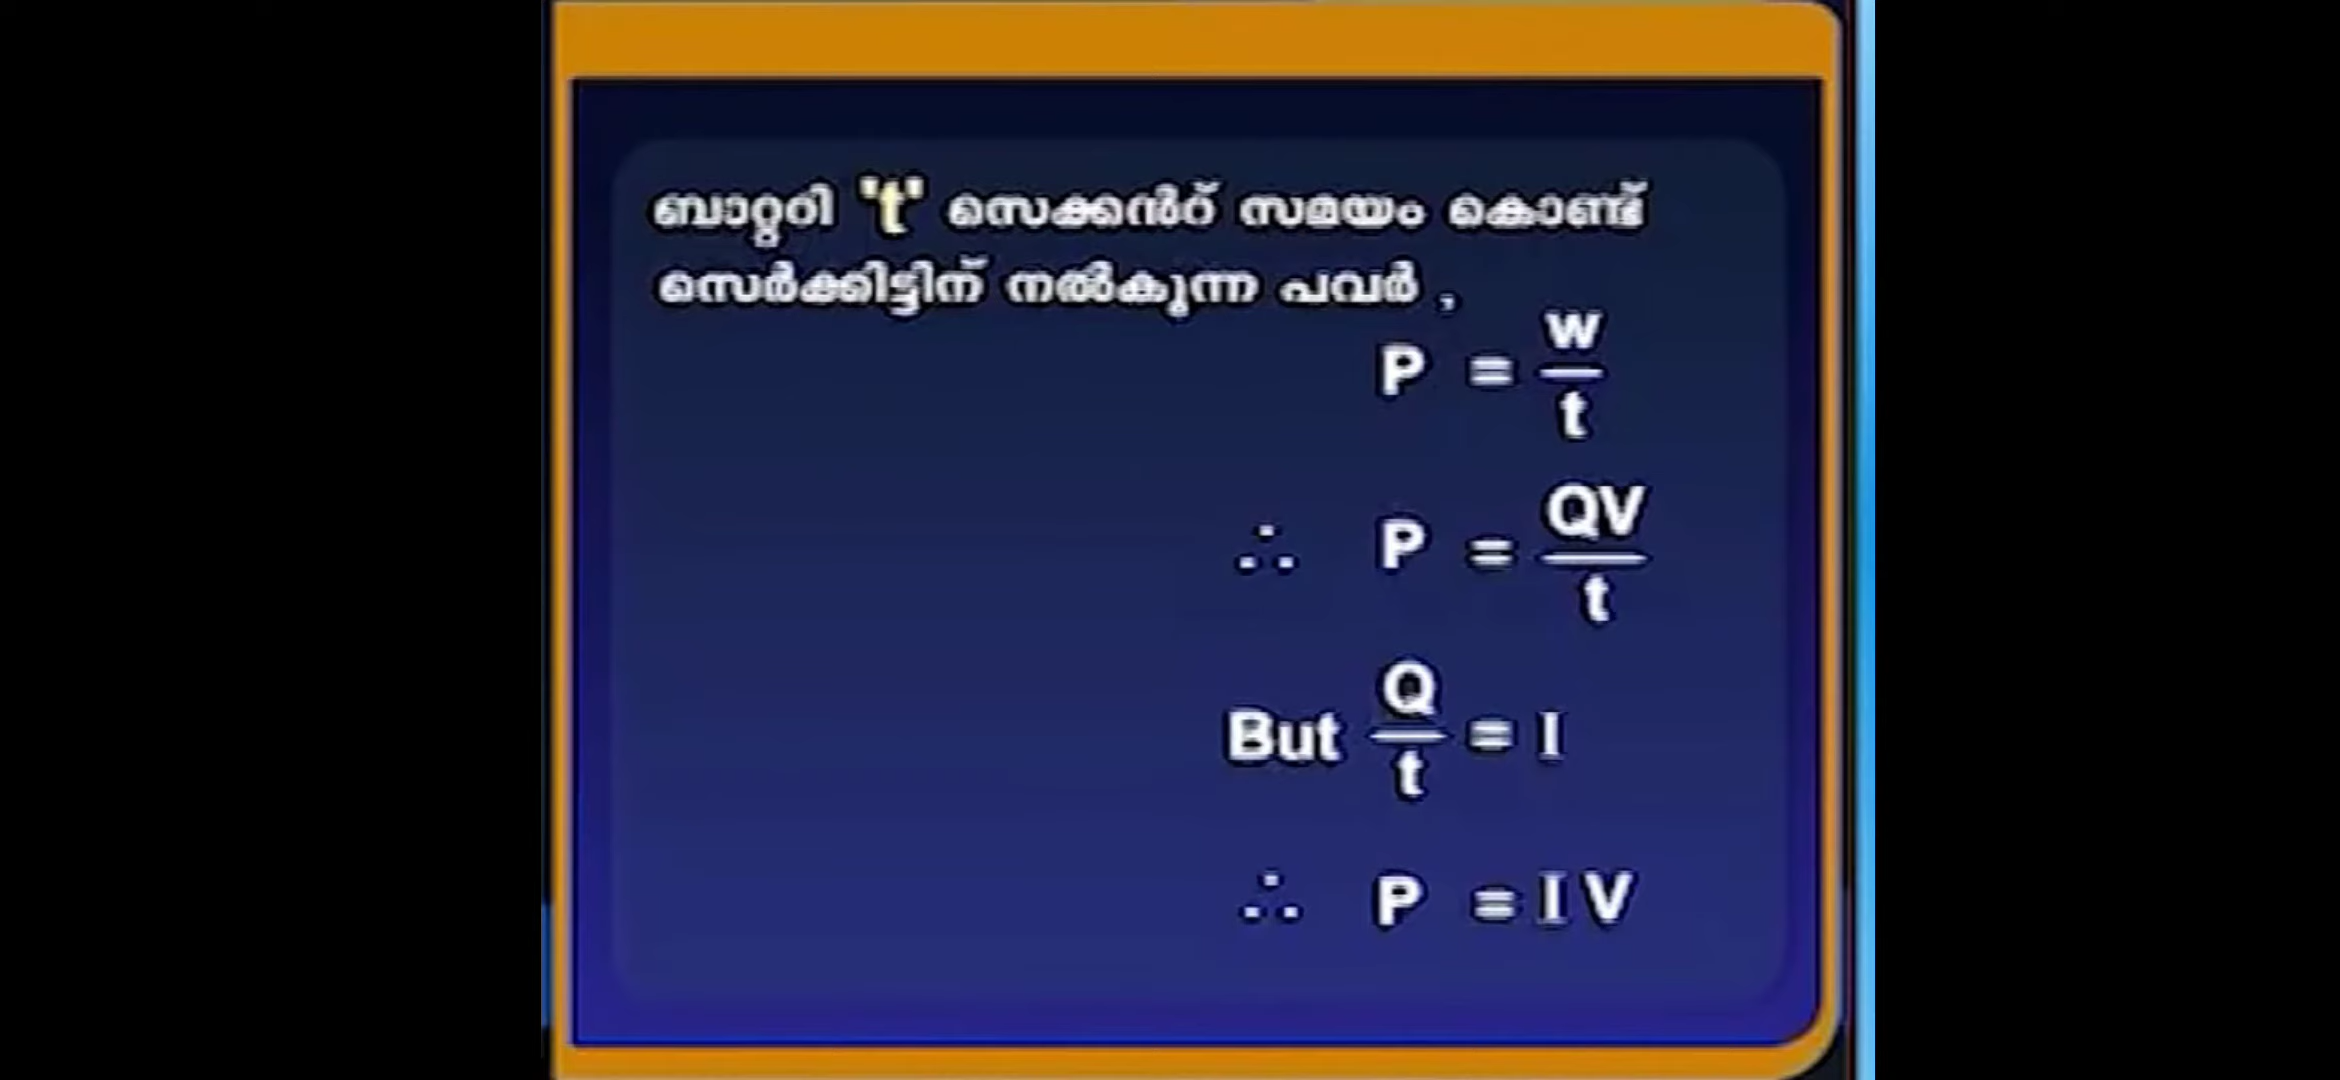 ബാറ്ററി 't' സെക്കൻറ് സമയം കൊണ്ട്
സെർക്കിട്ടിന് നൽകുന്ന പവർ ,
P = w/t
∴ P = QV/t
But Q/t = I
∴ P = I V